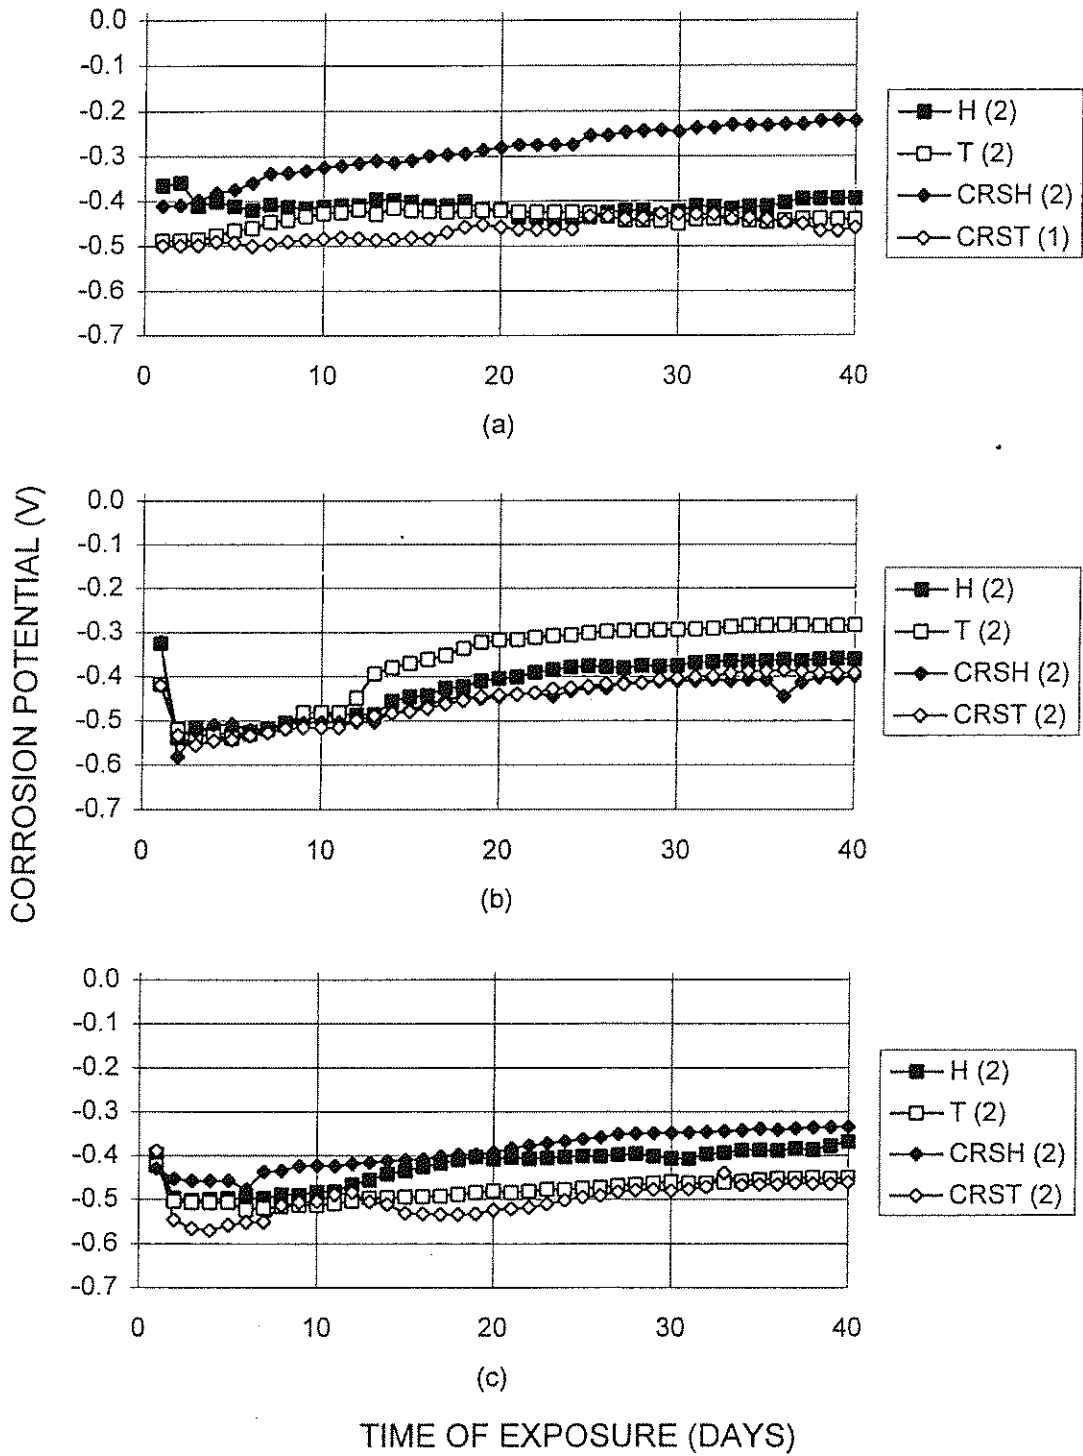 0.0
-0.1
-0.2
-0.3
-0.4
-0.5
-0.6
-0.7
0 10 20 30 40
(a)
H (2)
T (2)
CRSH (2)
CRST (1)
CORROSION POTENTIAL (V)
0.0
-0.1
-0.2
-0.3
-0.4
-0.5
-0.6
-0.7
0 10 20 30 40
(b)
H (2)
T (2)
CRSH (2)
CRST (2)
0.0
-0.1
-0.2
-0.3
-0.4
-0.5
-0.6
-0.7
0 10 20 30 40
(c)
H (2)
T (2)
CRSH (2)
CRST (2)
TIME OF EXPOSURE (DAYS)